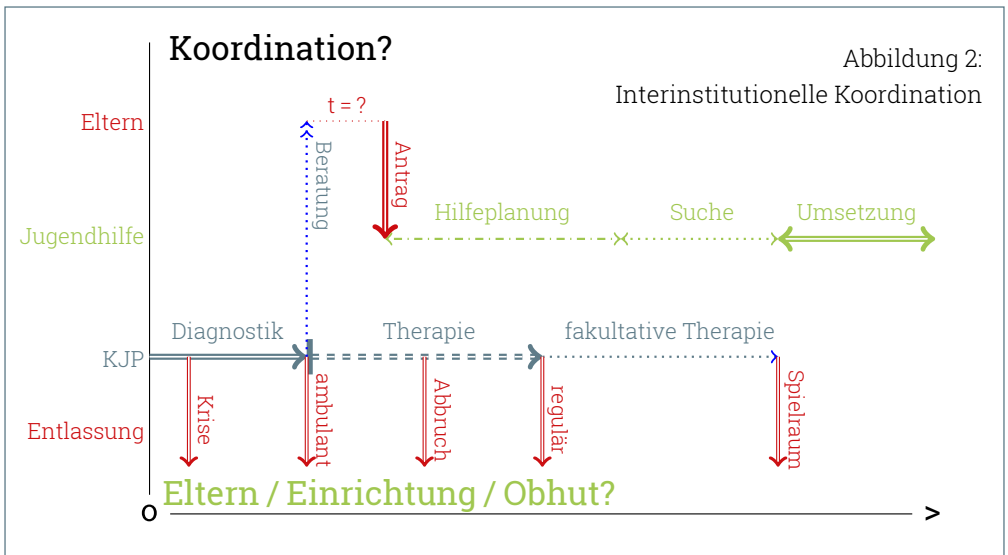 Koordination?
Abbildung 2:
Interinstitutionelle Koordination
t = ?
Eltern
Beratung
Antrag
Hilfeplanung
Suche
Umsetzung
Jugendhilfe
Diagnostik
Therapie
fakultative Therapie
KJP
Krise
ambulant
Abbruch
regulär
Spielraum
Entlassung
Eltern / Einrichtung / Obhut?
o
>